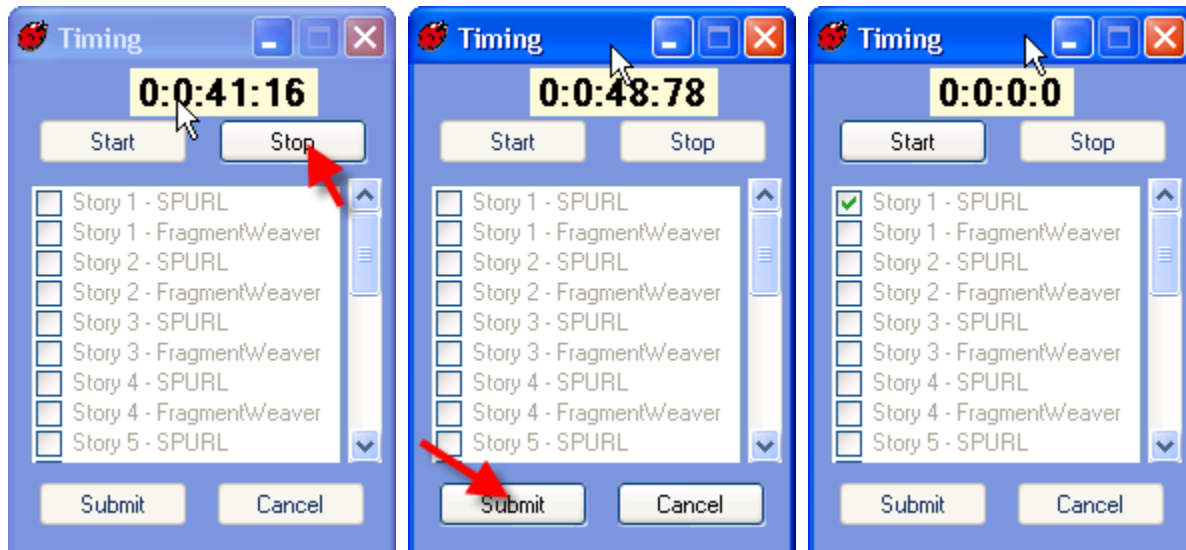 Timing
0:0:41:16
Start Stop
Story 1 - SPURL
Story 1 - FragmentWeaver
Story 2 - SPURL
Story 2 - FragmentWeaver
Story 3 - SPURL
Story 3 - FragmentWeaver
Story 4 - SPURL
Story 4 - FragmentWeaver
Story 5 - SPURL
Submit Cancel
Timing
0:0:48:78
Start Stop
Story 1 - SPURL
Story 1 - FragmentWeaver
Story 2 - SPURL
Story 2 - FragmentWeaver
Story 3 - SPURL
Story 3 - FragmentWeaver
Story 4 - SPURL
Story 4 - FragmentWeaver
Story 5 - SPURL
Submit Cancel
Timing
0:0:0:0
Start Stop
Story 1 - SPURL
Story 1 - FragmentWeaver
Story 2 - SPURL
Story 2 - FragmentWeaver
Story 3 - SPURL
Story 3 - FragmentWeaver
Story 4 - SPURL
Story 4 - FragmentWeaver
Story 5 - SPURL
Submit Cancel